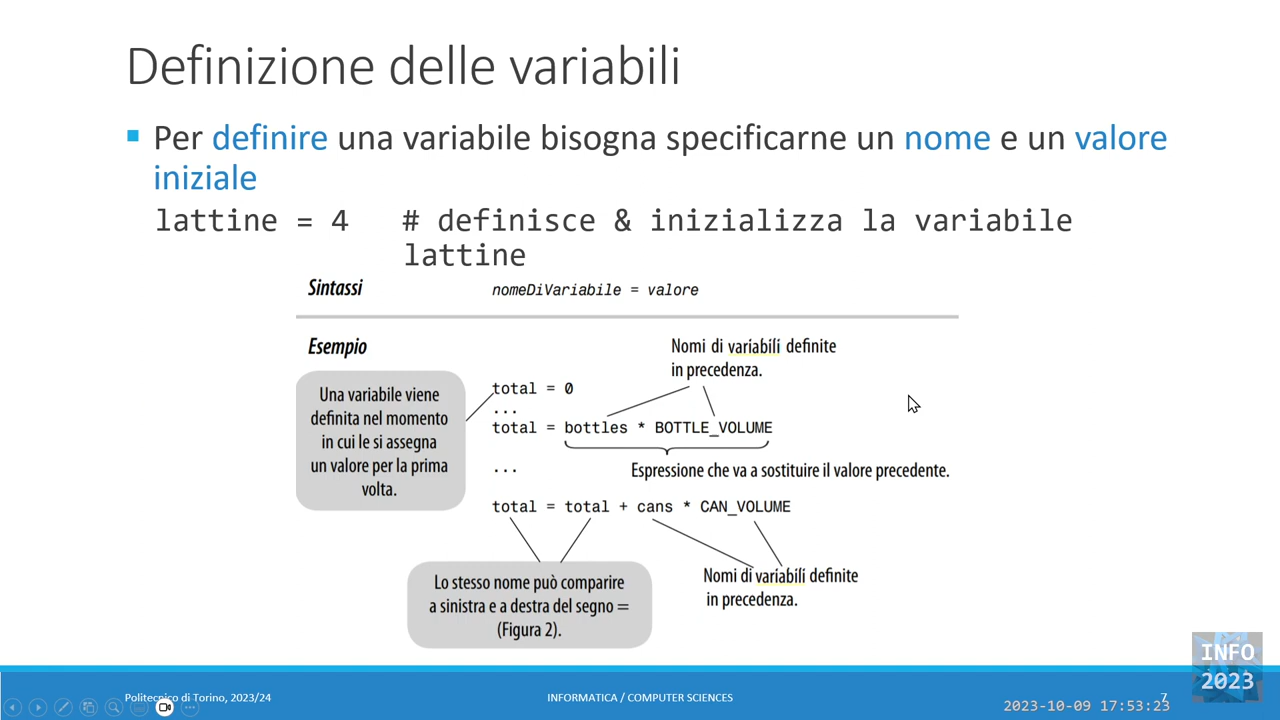 Definizione delle variabili
Per definire una variabile bisogna specificarne un nome e un valore
iniziale
lattine = 4 # definisce & inizializza la variabile
lattine
Sintassi
nomeDiVariabile = valore
Esempio
Nomi di variabili definite
in precedenza.
Una variabile viene
definita nel momento
in cui le si assegna
un valore per la prima
volta.
total = 0
...
total = bottles * BOTTLE_VOLUME
Espressione che va a sostituire il valore precedente.
...
total = total + cans * CAN_VOLUME
Lo stesso nome può comparire
a sinistra e a destra del segno =
(Figura 2).
Nomi di variabili definite
in precedenza.
INFO
2023
Politecnico di Torino, 2023/24
INFORMATICA / COMPUTER SCIENCES
7
2023-10-09 17:53:23